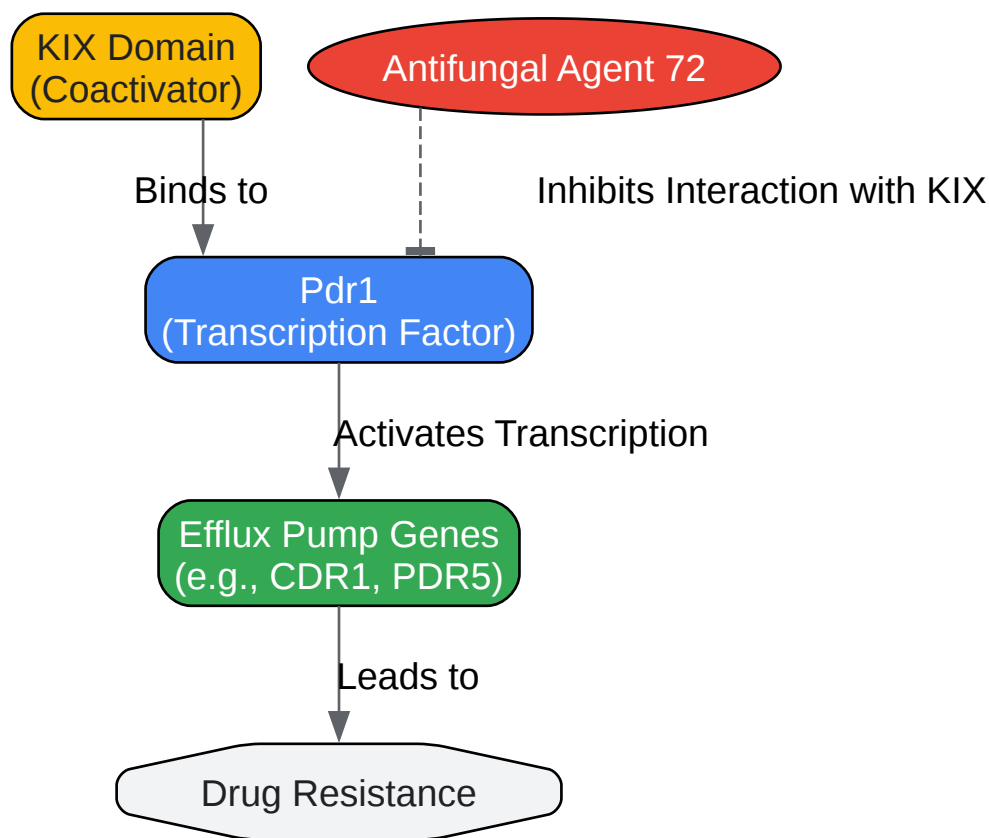 KIX Domain
(Coactivator)
Antifungal Agent 72
Binds to
Inhibits Interaction with KIX
Pdr1
(Transcription Factor)
Activates Transcription
Efflux Pump Genes
(e.g., CDR1, PDR5)
Leads to
Drug Resistance